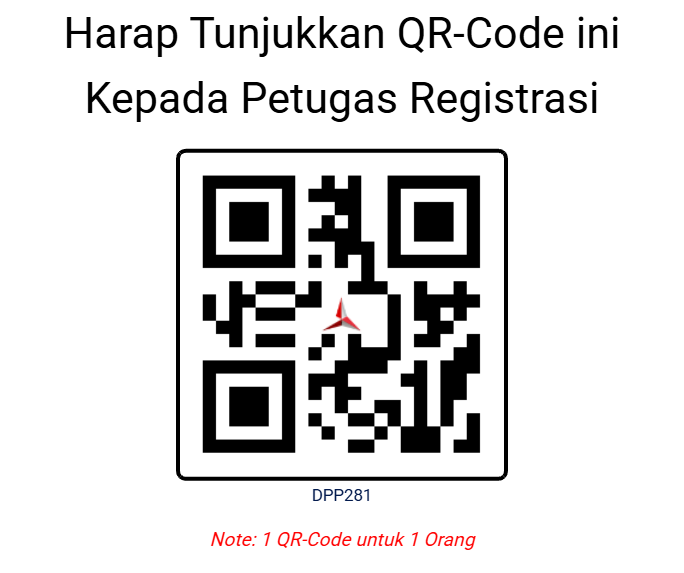 Harap Tunjukkan QR-Code ini
Kepada Petugas Registrasi
DPP281
Note: 1 QR-Code untuk 1 Orang